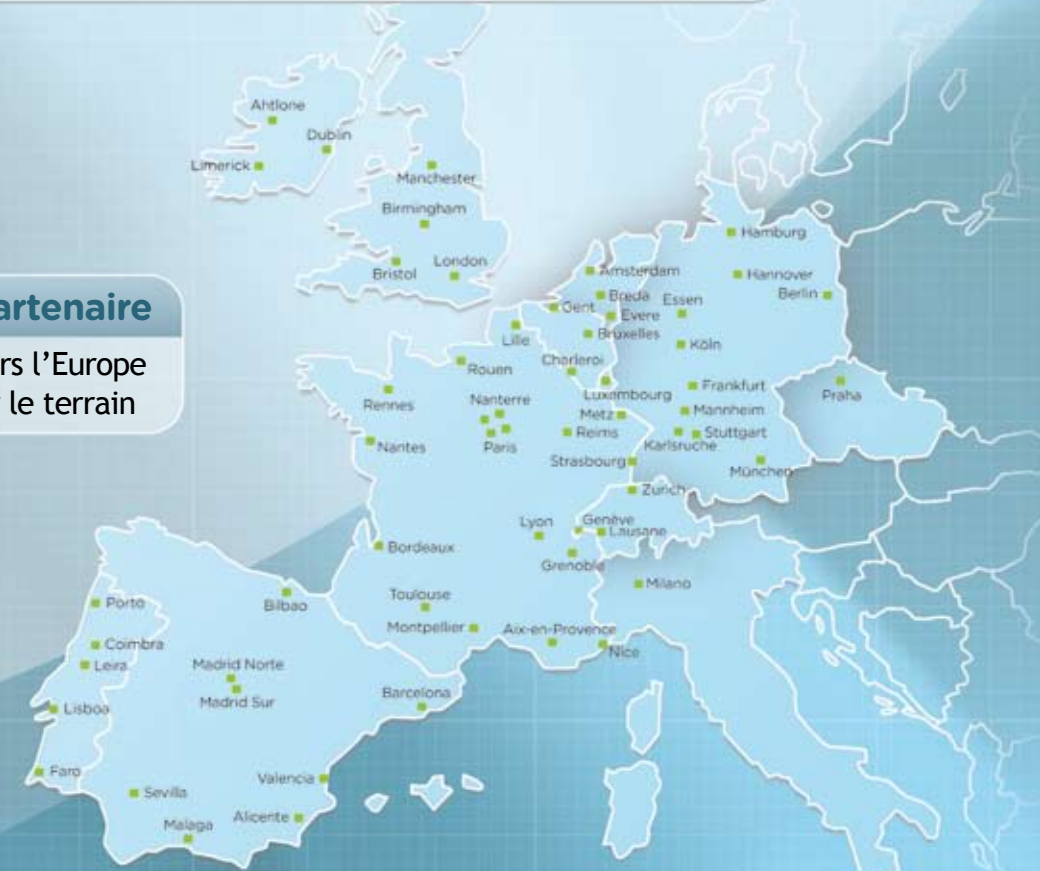 Ahtlone
Dublin
Limerick
Manchester
Birmingham
Bristol
London
Hamburg
Amsterdam
Hannover
Breda
Essen
Berlin
Gent
Evere
artenaire
Bruxelles
Lille
Köln
rs l'Europe
Charleroi
Rouen
Frankfurt
le terrain
Luxembourg
Praha
Rennes
Nanterre
Metz
Mannheim
Nantes
Paris
Reims
Stuttgart
Karlsruche
Strasbourg
München
Zurich
Lyon
Genève
Lausane
Bordeaux
Grenoble
Milano
Toulouse
Porto
Bilbao
Montpellier
Aix-en-Provence
Coimbra
Nice
Leira
Madrid Norte
Madrid Sur
Barcelona
Lisboa
Faro
Valencia
Sevilla
Alicente
Malaga